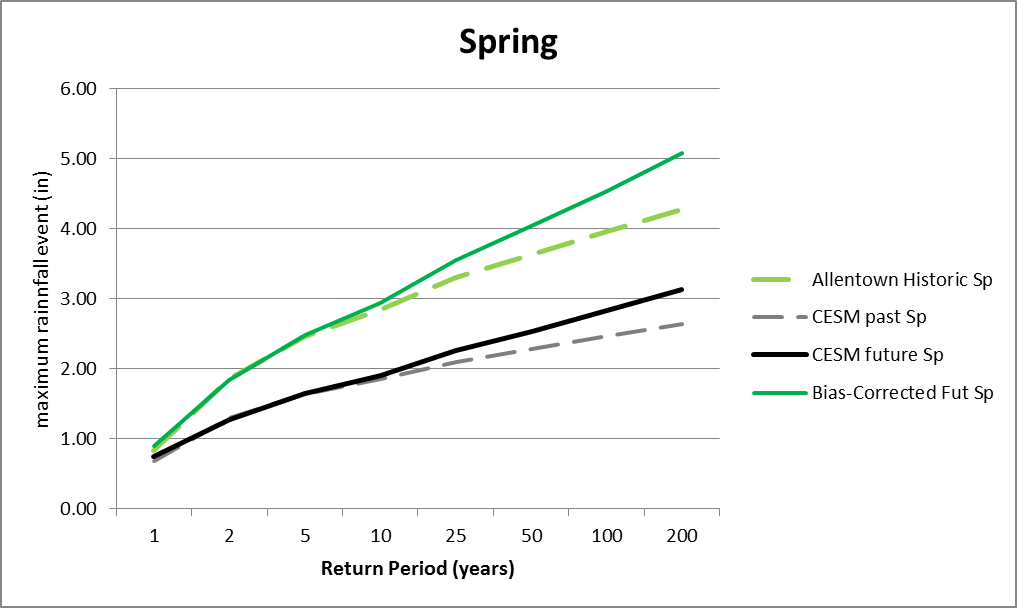 Spring
6.00
5.00
4.00
3.00
2.00
1.00
0.00
maximum rainnfall event (in)
1 2 5 10 25 50 100 200
Return Period (years)
Allentown Historic Sp
CESM past Sp
CESM future Sp
Bias-Corrected Fut Sp